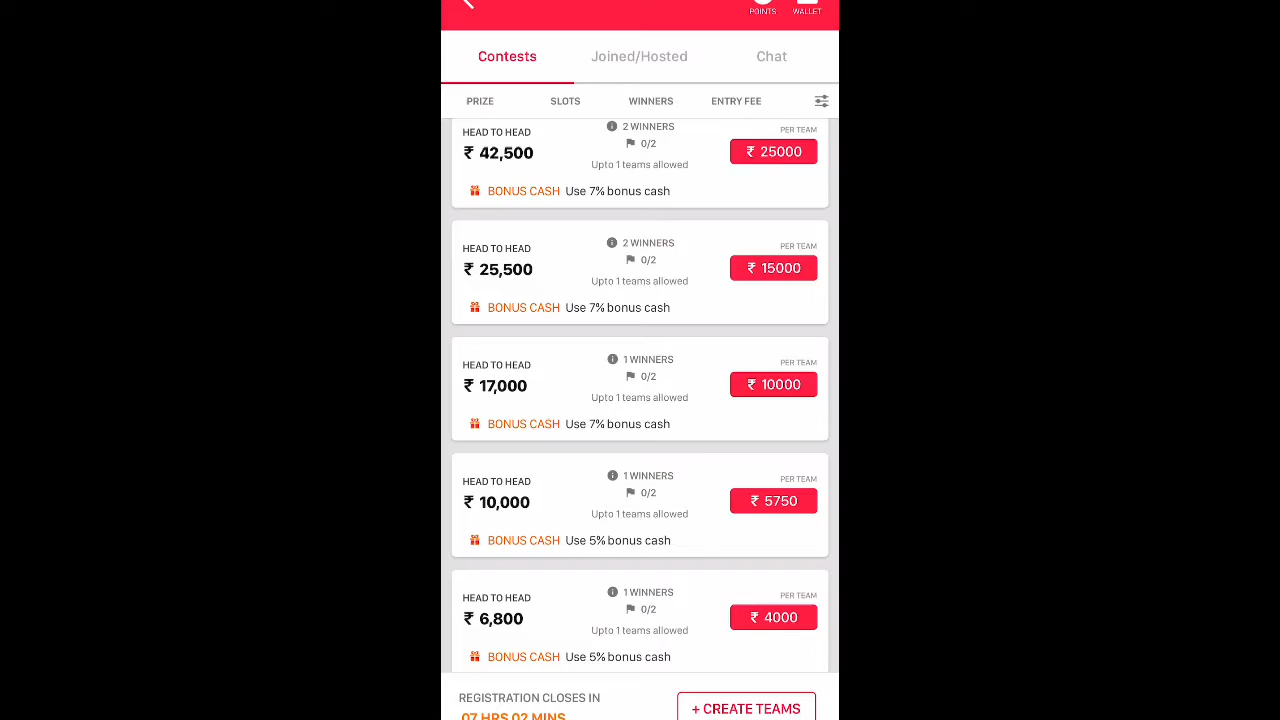 POINTS WALLET
Contests Joined/Hosted Chat
PRIZE SLOTS WINNERS ENTRY FEE
HEAD TO HEAD 2 WINNERS PER TEAM
₹ 42,500 0/2 ₹ 25000
Upto 1 teams allowed
BONUS CASH Use 7% bonus cash
HEAD TO HEAD 2 WINNERS PER TEAM
₹ 25,500 0/2 ₹ 15000
Upto 1 teams allowed
BONUS CASH Use 7% bonus cash
HEAD TO HEAD 1 WINNERS PER TEAM
₹ 17,000 0/2 ₹ 10000
Upto 1 teams allowed
BONUS CASH Use 7% bonus cash
HEAD TO HEAD 1 WINNERS PER TEAM
₹ 10,000 0/2 ₹ 5750
Upto 1 teams allowed
BONUS CASH Use 5% bonus cash
HEAD TO HEAD 1 WINNERS PER TEAM
₹ 6,800 0/2 ₹ 4000
Upto 1 teams allowed
BONUS CASH Use 5% bonus cash
REGISTRATION CLOSES IN
07 HRS 02 MINS + CREATE TEAMS